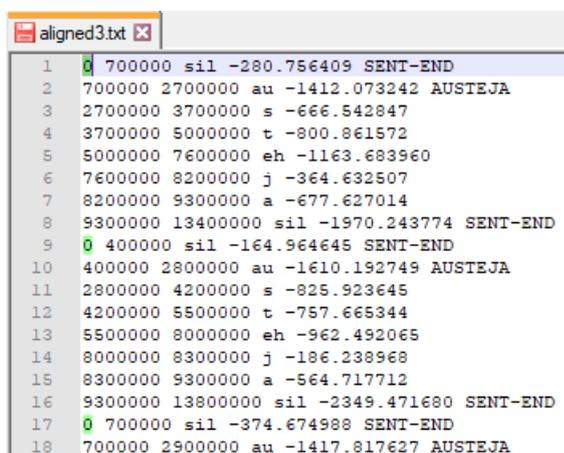 aligned3.txt
1 0 700000 sil -280.756409 SENT-END
2 700000 2700000 au -1412.073242 AUSTEJA
3 2700000 3700000 s -666.542847
4 3700000 5000000 t -800.861572
5 5000000 7600000 eh -1163.683960
6 7600000 8200000 j -364.632507
7 8200000 9300000 a -677.627014
8 9300000 13400000 sil -1970.243774 SENT-END
9 0 400000 sil -164.964645 SENT-END
10 400000 2800000 au -1610.192749 AUSTEJA
11 2800000 4200000 s -825.923645
12 4200000 5500000 t -757.665344
13 5500000 8000000 eh -962.492065
14 8000000 8300000 j -186.238968
15 8300000 9300000 a -564.717712
16 9300000 13800000 sil -2349.471680 SENT-END
17 0 700000 sil -374.674988 SENT-END
18 700000 2900000 au -1417.817627 AUSTEJA